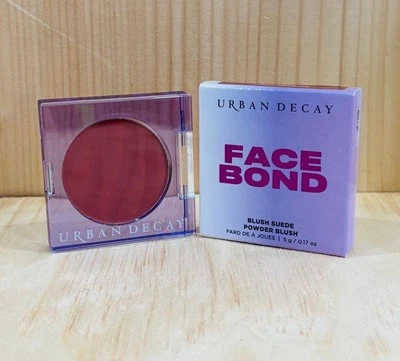 URBAN DECAY
URBAN DECAY
FACE
BOND
BLUSH SUEDE
POWDER BLUSH
FARD DE À JOUES | 5 g / 0.17 oz